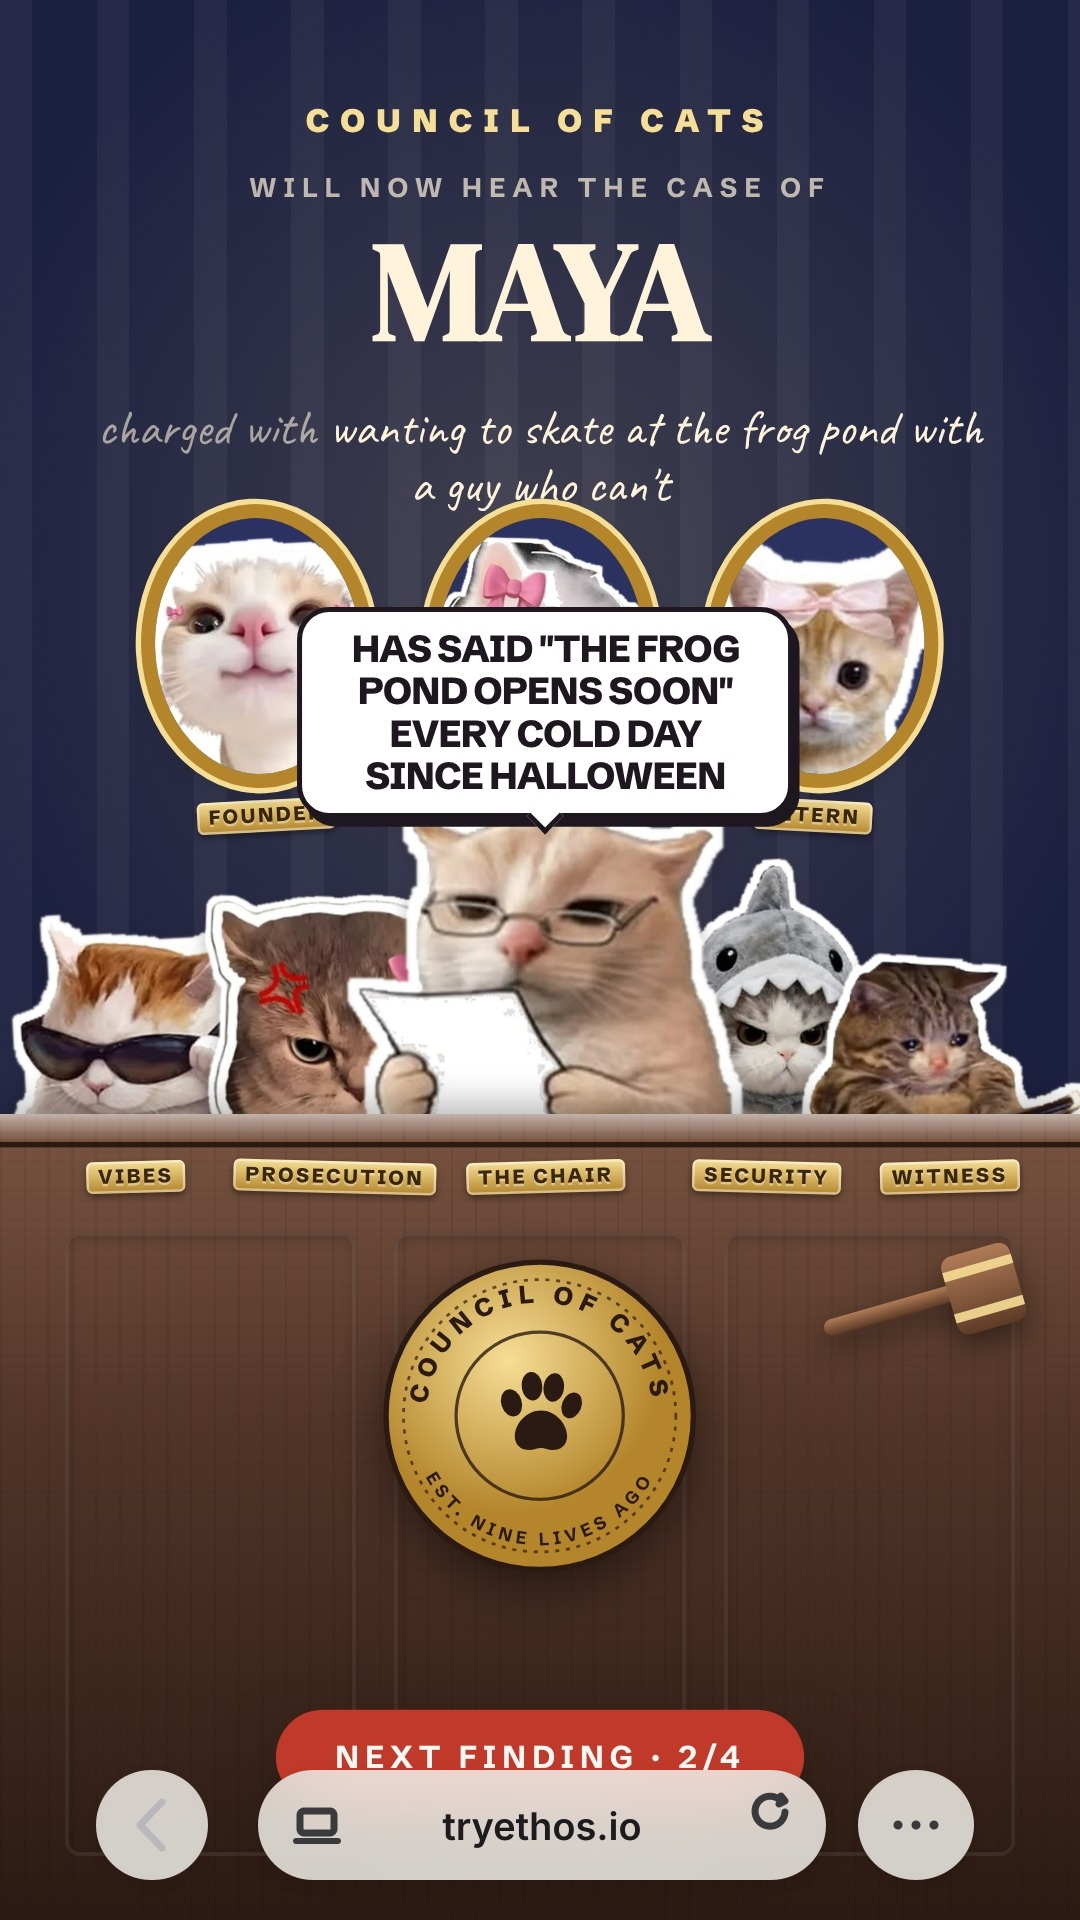 COUNCIL OF CATS
WILL NOW HEAR THE CASE OF
MAYA
charged with wanting to skate at the frog pond with
a guy who can't
HAS SAID "THE FROG
POND OPENS SOON"
EVERY COLD DAY
SINCE HALLOWEEN
VIBES
PROSECUTION
THE CHAIR
SECURITY
WITNESS
COUNCIL OF CATS
EST. NINE LIVES AGO
NEXT FINDING · 2/4
tryethos.io